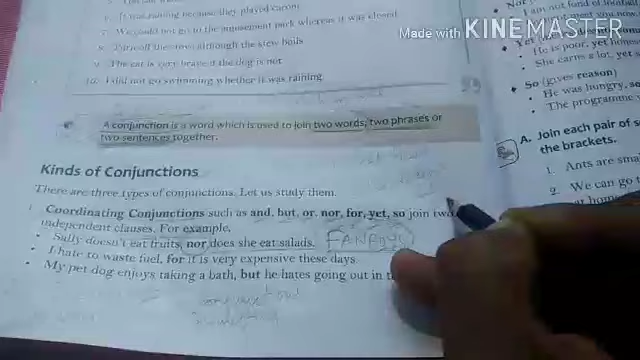 Made with KINEMASTER
6. It was raining because they played carom
7. We could not go to the amusement park whereas it was closed
8. Turn off the stove although the stew boils
9. The cat is very brave if the dog is not
10. I did not go swimming whether it was raining
A conjunction is a word which is used to join two words, two phrases or
two sentences together.
Kinds of Conjunctions
There are three types of conjunctions. Let us study them.
Coordinating Conjunctions such as and, but, or, nor, for, yet, so join two
independent clauses. For example,
Sally doesn't eat fruits, nor does she eat salads. FANBOYS
I hate to waste fuel, for it is very expensive these days
My pet dog enjoys taking a bath, but he hates going out in
I am not fond of
Yet
He is poor, yet
She earns a lot, yet
So (gives reason)
He was hungry, so
The programme
A. Join each pair of
the brackets.
1. Ants are
2. We can go